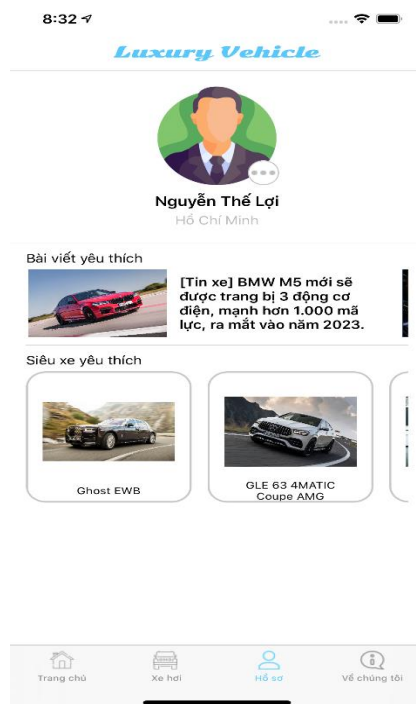 8:32
Luxury Vehicle
Nguyễn Thế Lợi
Hồ Chí Minh
Bài viết yêu thích
[Tin xe] BMW M5 mới sẽ
được trang bị 3 động cơ
điện, mạnh hơn 1.000 mã
lực, ra mắt vào năm 2023.
Siêu xe yêu thích
Ghost EWB
GLE 63 4MATIC
Coupe AMG
Trang chủ
Xe hơi
Hồ sơ
Về chúng tôi